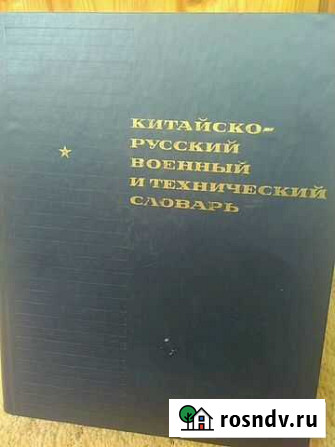 КИТАЙСКО-
РУССКИЙ
ВОЕННЫЙ
И ТЕХНИЧЕСКИЙ
СЛОВАРЬ
rosndv.ru